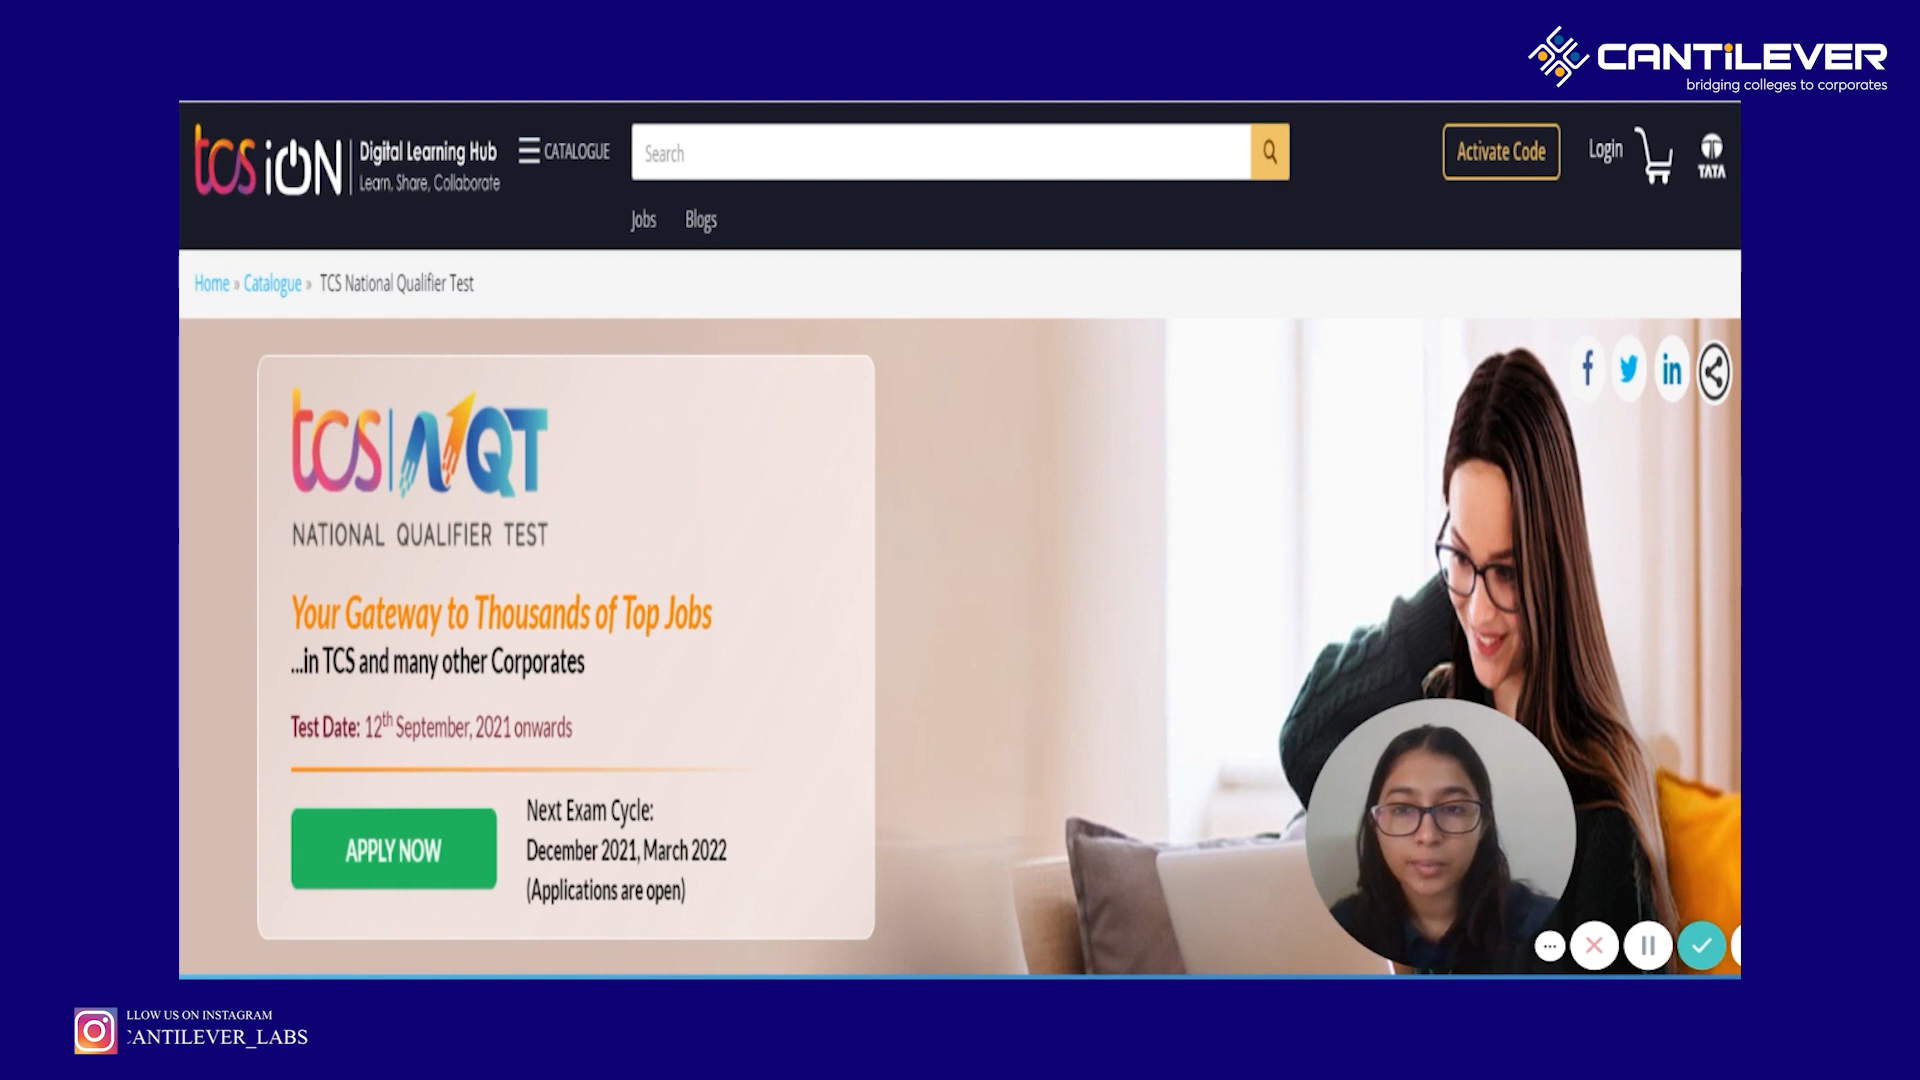 CANTiLEVER
bridging colleges to corporates
tcs iON | Digital Learning Hub
Learn, Share, Collaborate
CATALOGUE
Search
Activate Code
Login
TATA
Jobs Blogs
Home » Catalogue » TCS National Qualifier Test
tcs | NQT
NATIONAL QUALIFIER TEST
Your Gateway to Thousands of Top Jobs
...in TCS and many other Corporates
Test Date: 12th September, 2021 onwards
APPLY NOW
Next Exam Cycle:
December 2021, March 2022
(Applications are open)
f in
LLOW US ON INSTAGRAM
CANTILEVER_LABS